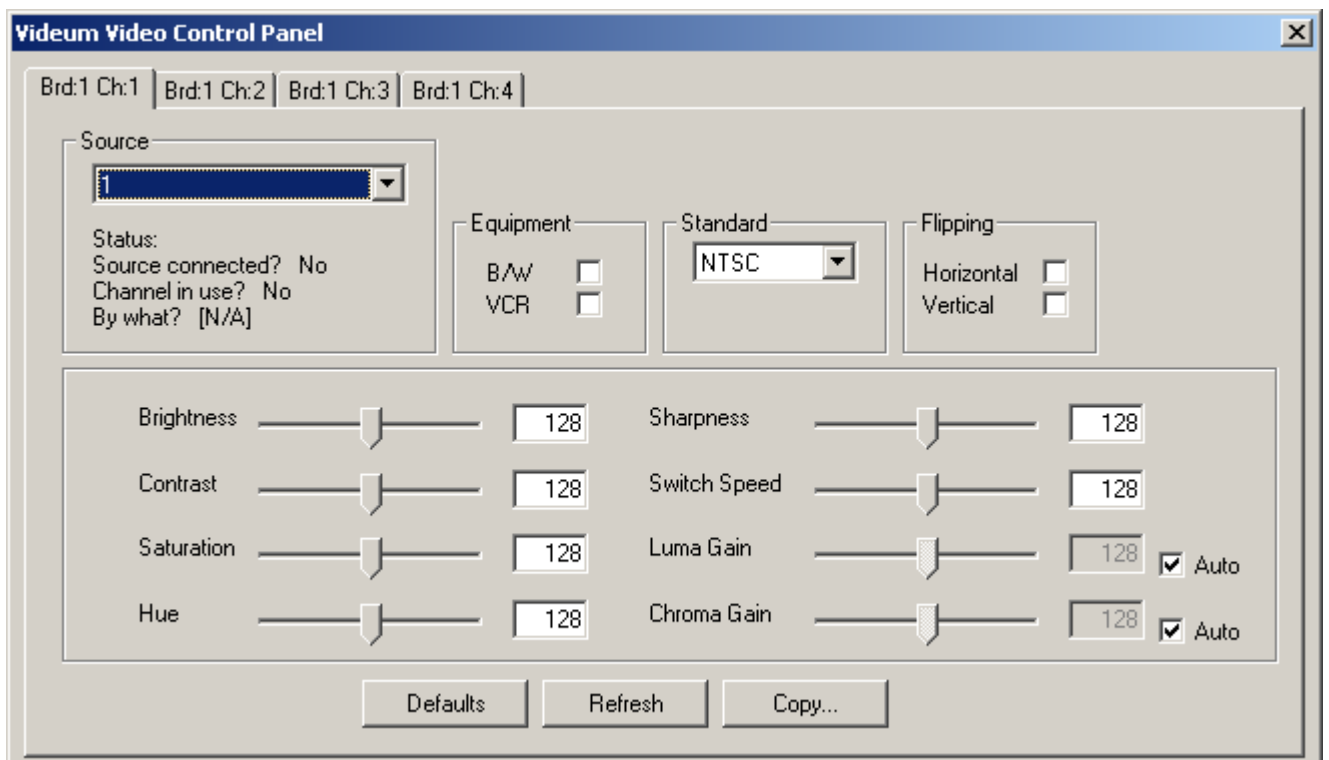 Videum Video Control Panel
Brd:1 Ch:1 Brd:1 Ch:2 Brd:1 Ch:3 Brd:1 Ch:4
Source
1
Status:
Source connected? No
Channel in use? No
By what? [N/A]
Equipment
B/W
VCR
Standard
NTSC
Flipping
Horizontal
Vertical
Brightness 128
Contrast 128
Saturation 128
Hue 128
Sharpness 128
Switch Speed 128
Luma Gain 128 Auto
Chroma Gain 128 Auto
Defaults Refresh Copy...